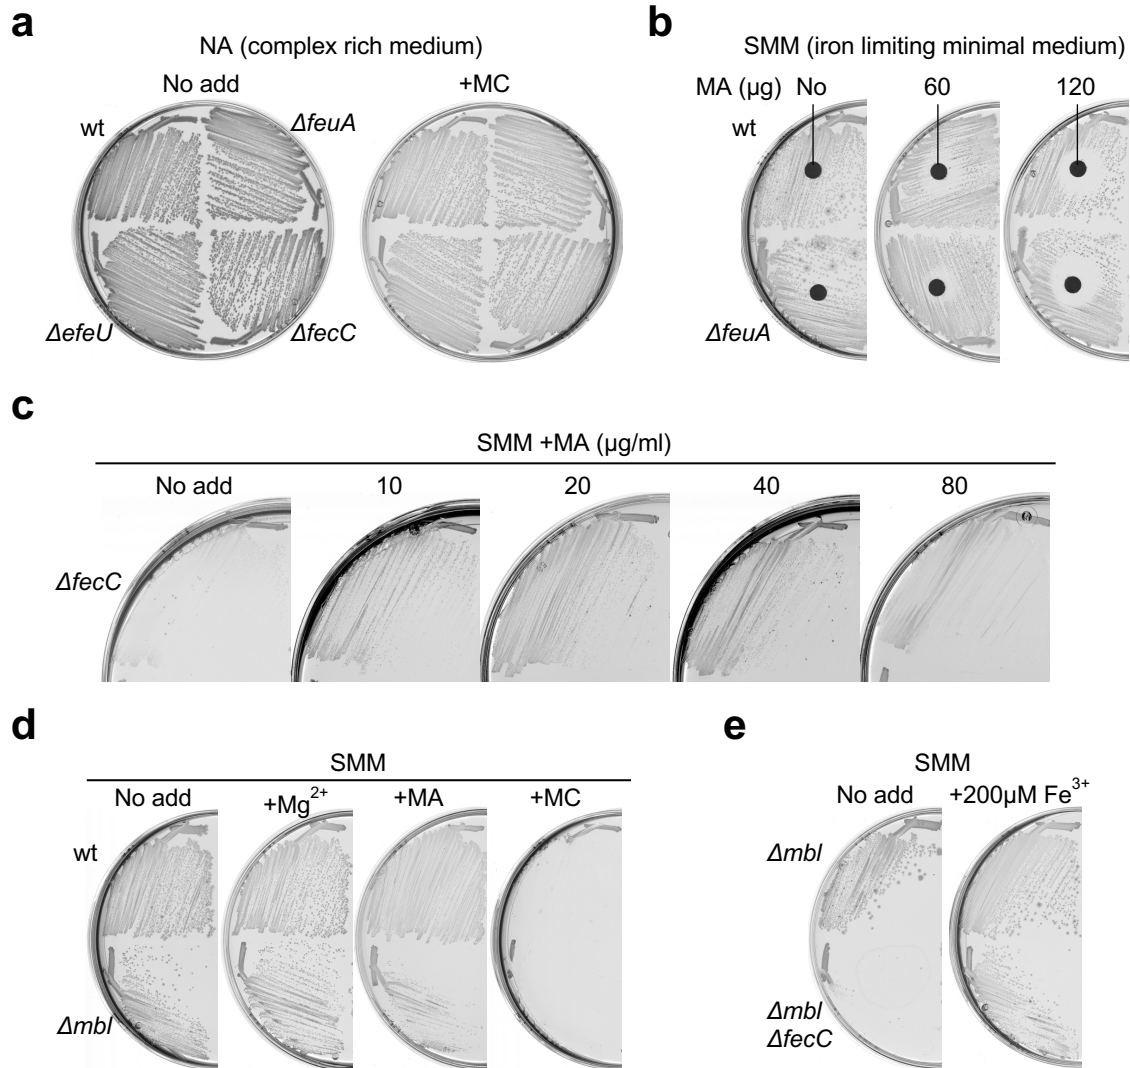 a
NA (complex rich medium)
No add
+MC
wt
ΔfeuA
ΔefeU
ΔfecC
b
SMM (iron limiting minimal medium)
MA (µg) No 60 120
wt
ΔfeuA
c
SMM +MA (µg/ml)
No add 10 20 40 80
ΔfecC
d
SMM
No add +Mg²⁺ +MA +MC
wt
Δmbl
e
SMM
No add +200µM Fe³⁺
Δmbl
Δmbl
ΔfecC